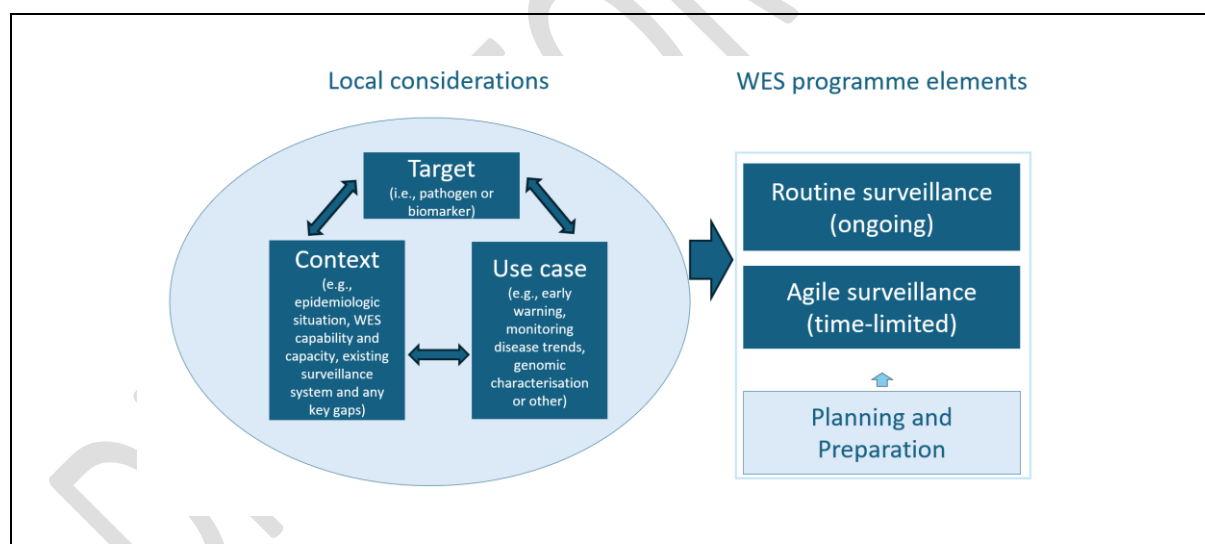 Local considerations
WES programme elements
Target
(i.e., pathogen or
biomarker)
Context
(e.g.,
epidemiologic
situation, WES
capability and
capacity, existing
surveillance
system and any
key gaps)
Use case
(e.g., early
warning,
monitoring
disease trends,
genomic
characterisation
or other)
Routine surveillance
(ongoing)
Agile surveillance
(time-limited)
Planning and
Preparation